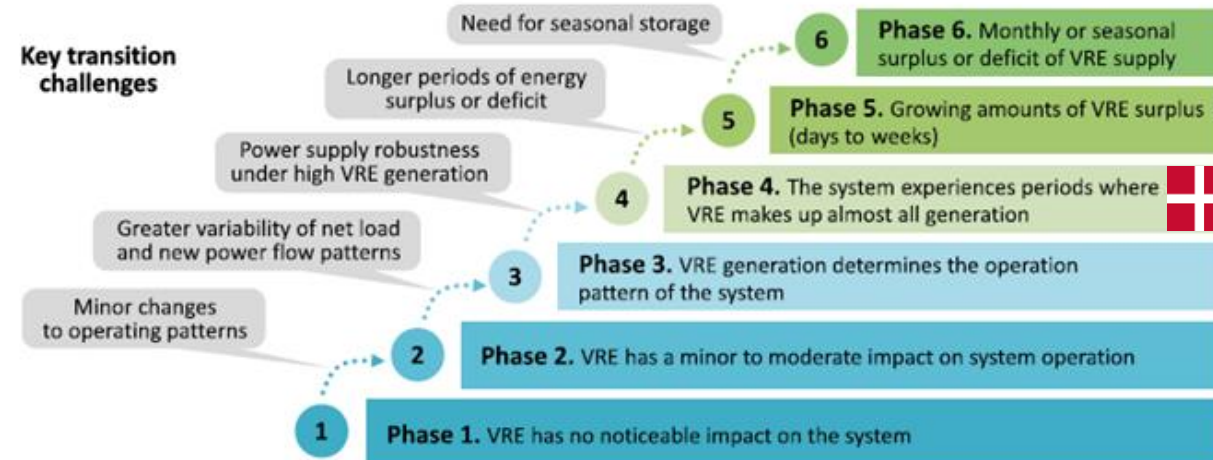 Key transition
challenges
Need for seasonal storage
6
Phase 6. Monthly or seasonal
surplus or deficit of VRE supply
Longer periods of energy
surplus or deficit
5
Phase 5. Growing amounts of VRE surplus
(days to weeks)
Power supply robustness
under high VRE generation
4
Phase 4. The system experiences periods where
VRE makes up almost all generation
Greater variability of net load
and new power flow patterns
3
Phase 3. VRE generation determines the operation
pattern of the system
Minor changes
to operating patterns
2
Phase 2. VRE has a minor to moderate impact on system operation
1
Phase 1. VRE has no noticeable impact on the system